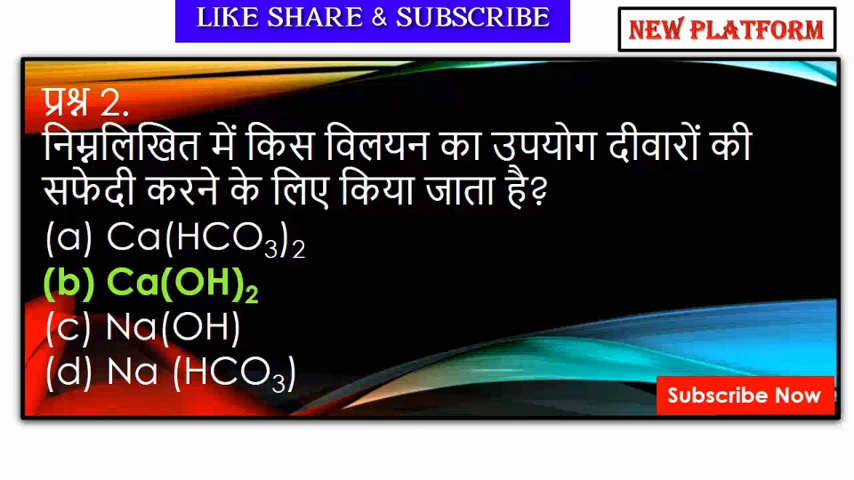 LIKE SHARE & SUBSCRIBE
NEW PLATFORM
प्रश्न 2.
निम्नलिखित में किस विलयन का उपयोग दीवारों की
सफेदी करने के लिए किया जाता है?
(a) Ca(HCO₃)₂
(b) Ca(OH)₂
(c) Na(OH)
(d) Na (HCO₃)
Subscribe Now